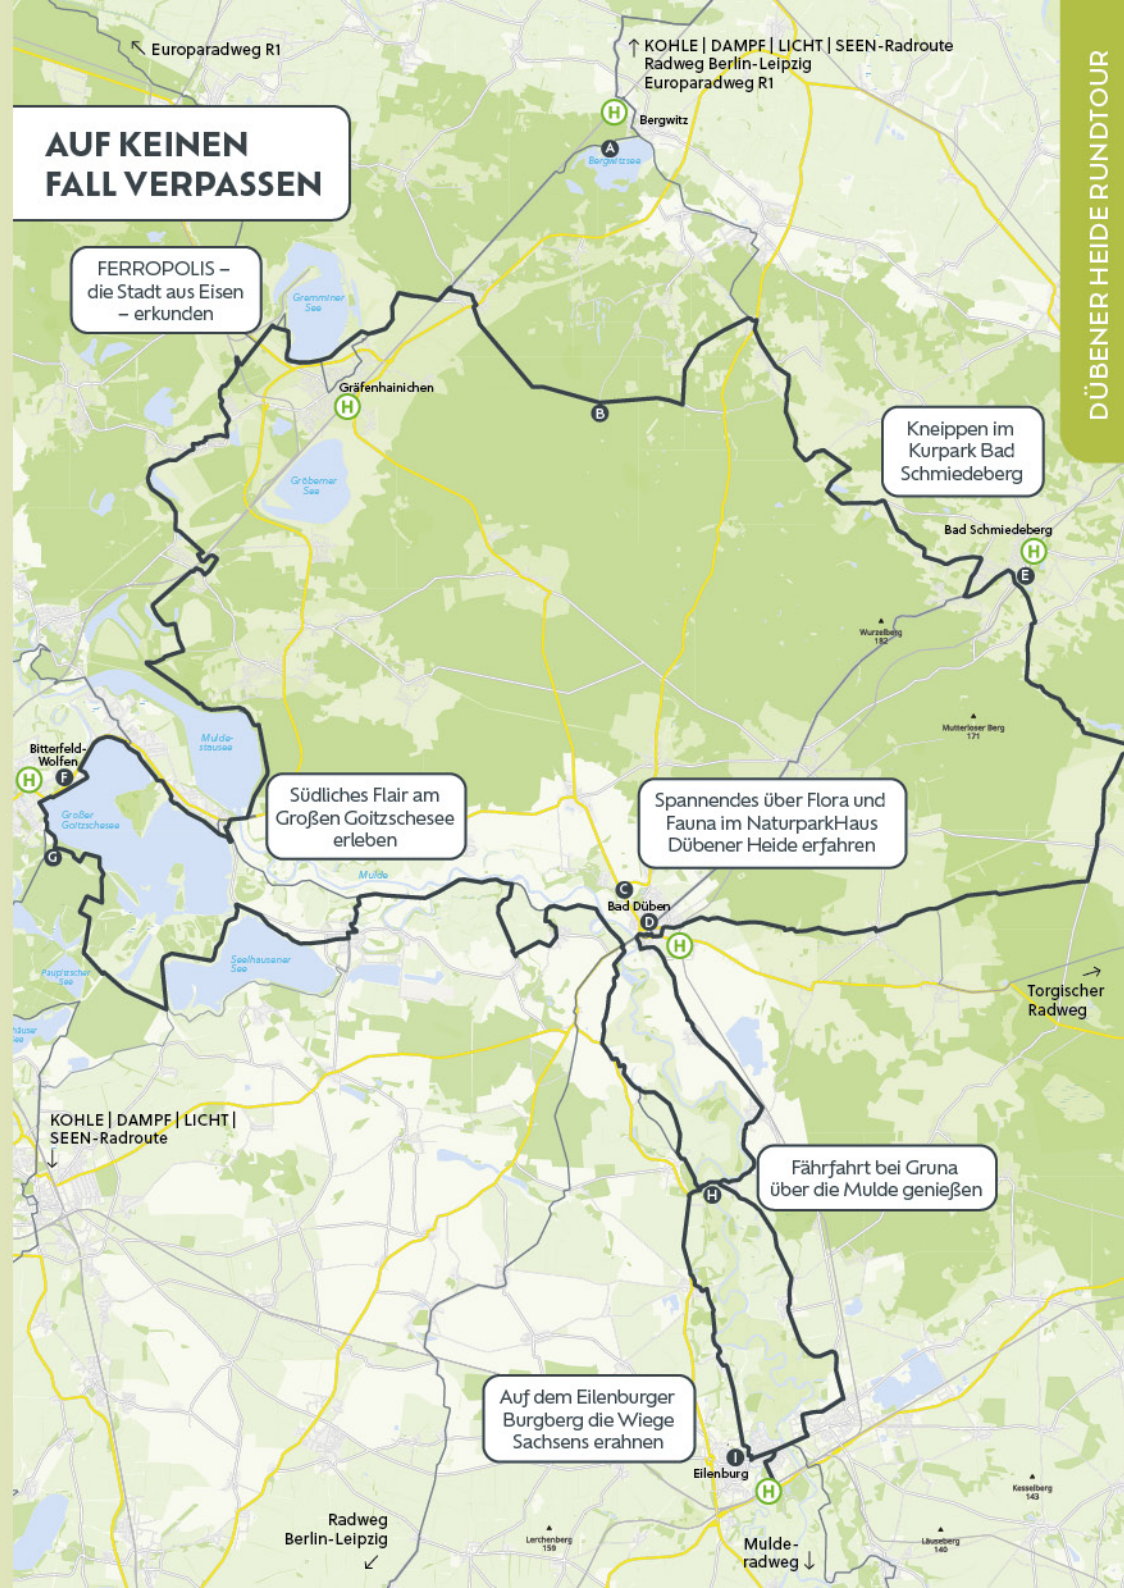 Europaradweg R1
KOHLE | DAMPF | LICHT | SEEN-Radroute
Radweg Berlin-Leipzig
Europaradweg R1
H
Bergwitz
A
Bergwitzsee
AUF KEINEN
FALL VERPASSEN
DÜBENER HEIDE RUNDTOUR
FERROPOLIS –
die Stadt aus Eisen
– erkunden
Gremminer
See
Gräfenhainichen
H
B
Kneippen im
Kurpark Bad
Schmiedeberg
Gröberner
See
Bad Schmiedeberg
H
E
Wurzelberg
182
Mutterloser Berg
171
Mulde-
stausee
Bitterfeld-
Wolfen
H
F
Großer
Goitzschesee
G
Südliches Flair am
Großen Goitzschesee
erleben
Spannendes über Flora und
Fauna im NaturparkHaus
Dübener Heide erfahren
Mulde
C
Bad Düben
D
H
Seelhausener
See
Paupitzscher
See
Torgischer
Radweg
KOHLE | DAMPF | LICHT |
SEEN-Radroute
Fährfahrt bei Gruna
über die Mulde genießen
H
Auf dem Eilenburger
Burgberg die Wiege
Sachsens erahnen
I
Eilenburg
H
Kesselberg
143
Radweg
Berlin-Leipzig
Lerchenberg
159
Mulde-
radweg
Läuseberg
140